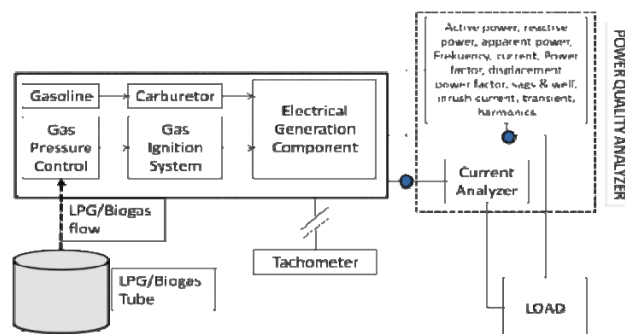 Active power, reactive
power, apparent power,
Frekuency, current, Power
factor, displacement
power factor, sags & well,
inrush current, transient,
harmonics
POWER QUALITY ANALYZER
Gasoline
Carburetor
Electrical
Generation
Component
Gas
Pressure
Control
Gas
Ignition
System
Current
Analyzer
LPG/Biogas
flow
Tachometer
LPG/Biogas
Tube
LOAD